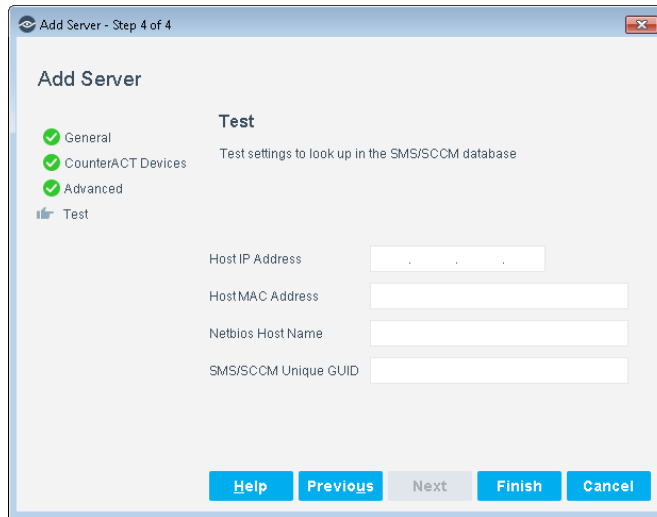 Add Server - Step 4 of 4
Add Server
General
CounterACT Devices
Advanced
Test
Test
Test settings to look up in the SMS/SCCM database
Host IP Address . . .
Host MAC Address
Netbios Host Name
SMS/SCCM Unique GUID
Help Previous Next Finish Cancel